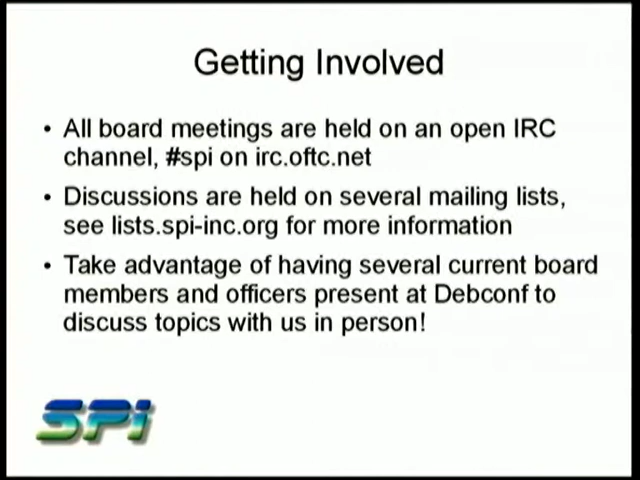 Getting Involved
• All board meetings are held on an open IRC
channel, #spi on irc.oftc.net
• Discussions are held on several mailing lists,
see lists.spi-inc.org for more information
• Take advantage of having several current board
members and officers present at Debconf to
discuss topics with us in person!
SPi